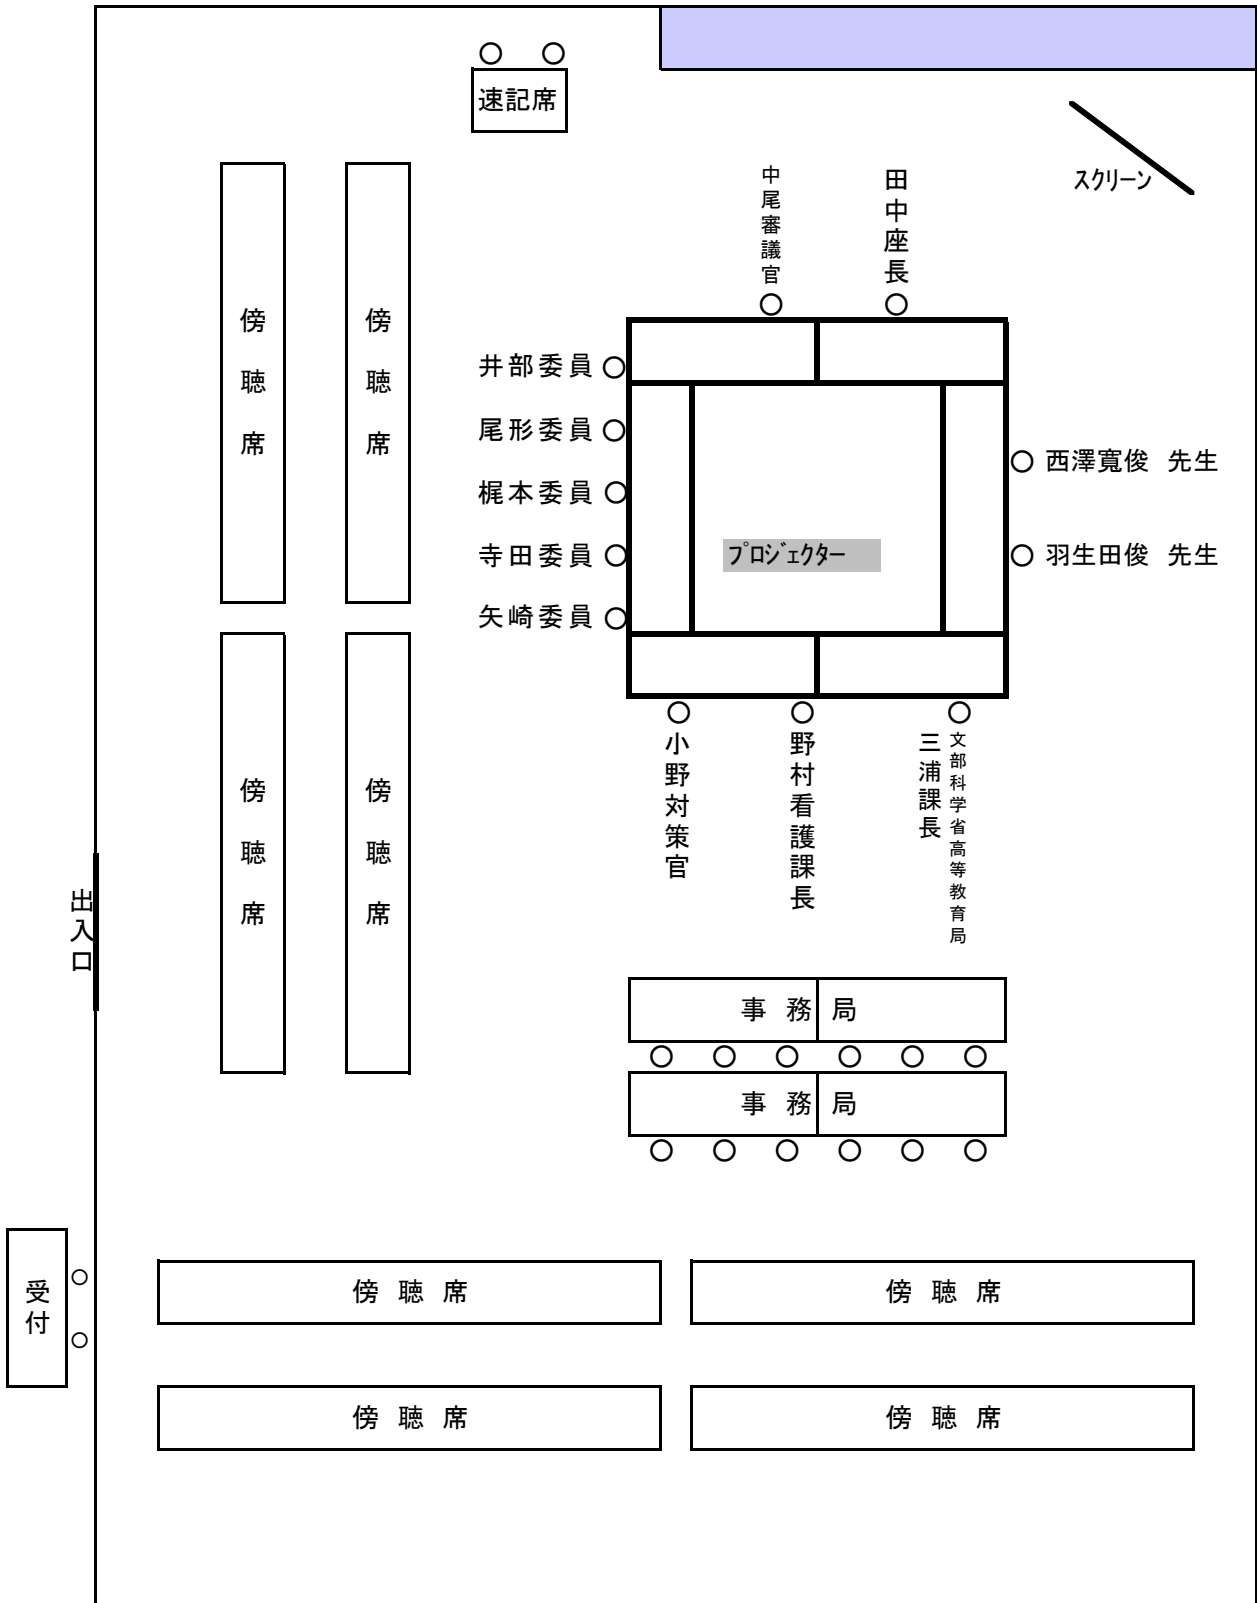 速記席
スクリーン
中尾審議官
田中座長
傍聴席
傍聴席
井部委員
尾形委員
梶本委員
寺田委員
矢崎委員
西澤寛俊 先生
プロジェクター
羽生田俊 先生
小野対策官
野村看護課長
文部科学省高等教育局
三浦課長
傍聴席
傍聴席
出入口
事務局
事務局
受付
傍聴席
傍聴席
傍聴席
傍聴席